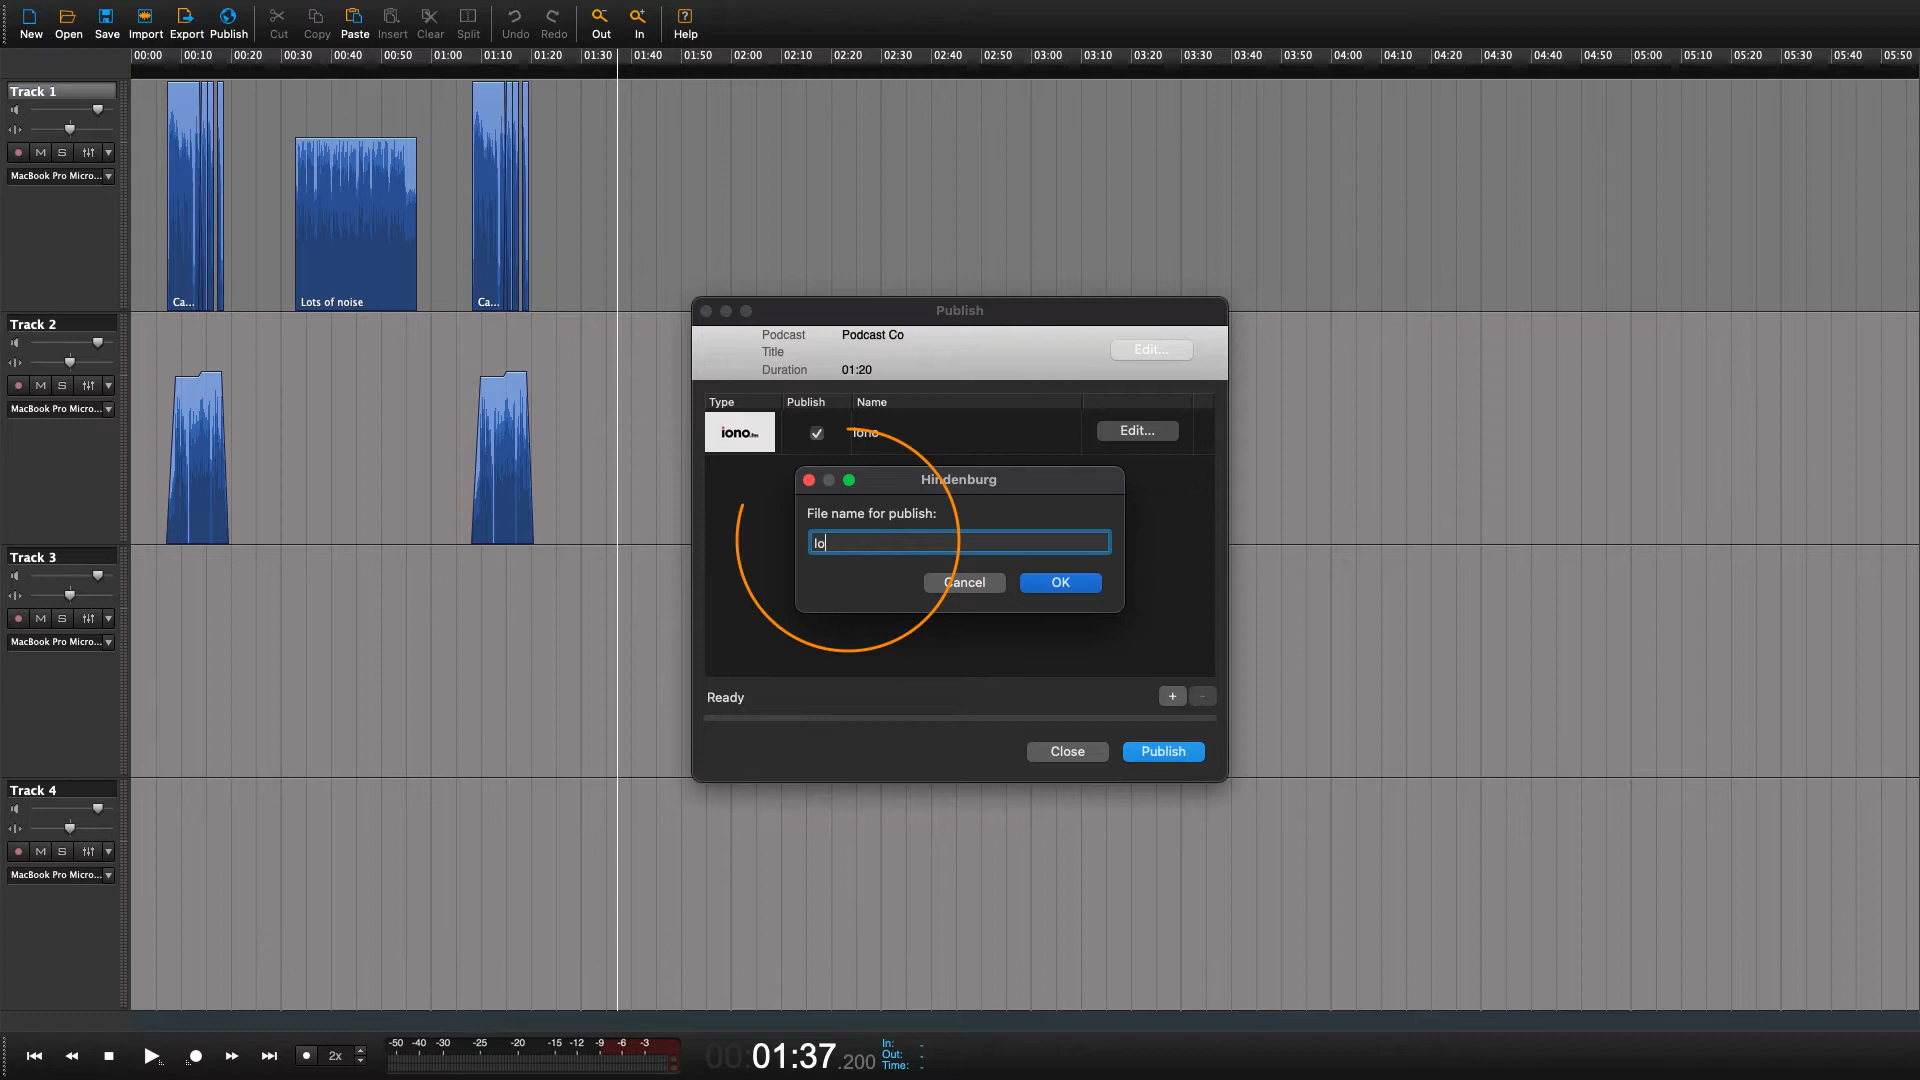 New Open Save Import Export Publish Cut Copy Paste Insert Clear Split Undo Redo Out In Help
00:00 00:10 00:20 00:30 00:40 00:50 01:00 01:10 01:20 01:30 01:40 01:50 02:00 02:10 02:20 02:30 02:40 02:50 03:00 03:10 03:20 03:30 03:40 03:50 04:00 04:10 04:20 04:30 04:40 04:50 05:00 05:10 05:20 05:30 05:40 05:50
Track 1
M S
MacBook Pro Micro...
Ca...
Lots of noise
Ca...
Track 2
M S
MacBook Pro Micro...
Track 3
M S
MacBook Pro Micro...
Track 4
M S
MacBook Pro Micro...
Publish
Podcast Podcast Co
Title
Duration 01:20
Edit...
Type Publish Name
iono.fm iono Edit...
Hindenburg
File name for publish:
Io
Cancel OK
Ready
+ -
Close Publish
2x
-50 -40 -30 -25 -20 -15 -12 -9 -6 -3
00:01:37.200
In: -
Out: -
Time: -